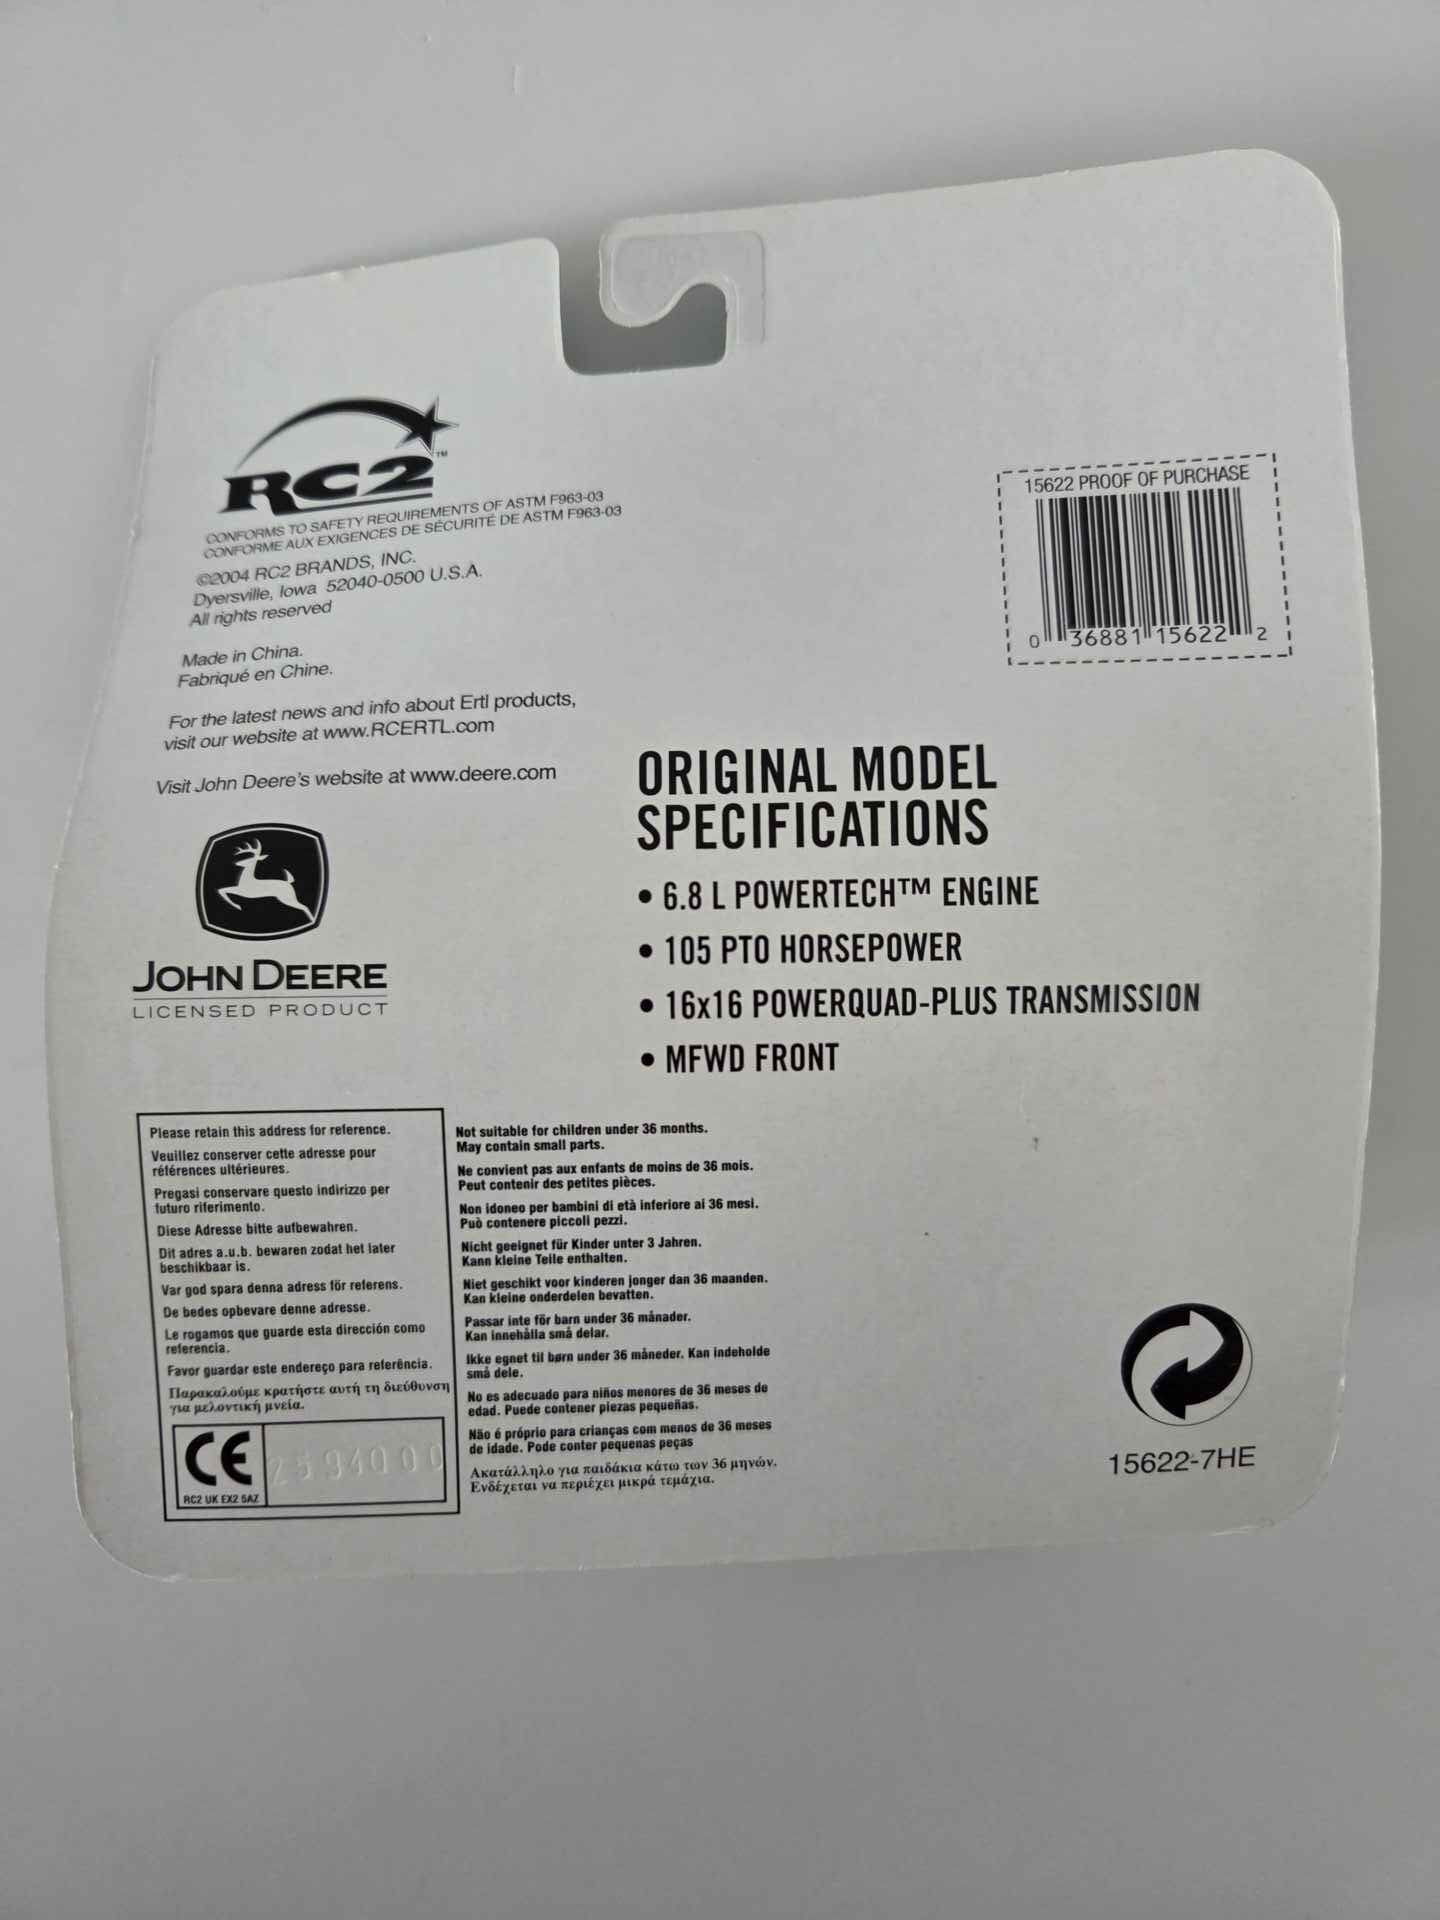 RC2™
CONFORMS TO SAFETY REQUIREMENTS OF ASTM F963-03
CONFORME AUX EXIGENCES DE SÉCURITÉ DE ASTM F963-03
©2004 RC2 BRANDS, INC.
Dyersville, Iowa 52040-0500 U.S.A.
All rights reserved
Made in China.
Fabriqué en Chine.
For the latest news and info about Ertl products,
visit our website at www.RCERTL.com
Visit John Deere's website at www.deere.com
JOHN DEERE
LICENSED PRODUCT
15622 PROOF OF PURCHASE
0 36881 15622 2
ORIGINAL MODEL
SPECIFICATIONS
• 6.8 L POWERTECH™ ENGINE
• 105 PTO HORSEPOWER
• 16x16 POWERQUAD-PLUS TRANSMISSION
• MFWD FRONT
Please retain this address for reference.
Veuillez conserver cette adresse pour
références ultérieures.
Pregasi conservare questo indirizzo per
futuro riferimento.
Diese Adresse bitte aufbewahren.
Dit adres a.u.b. bewaren zodat het later
beschikbaar is.
Var god spara denna adress för referens.
De bedes opbevare denne adresse.
Le rogamos que guarde esta dirección como
referencia.
Favor guardar este endereço para referência.
Παρακαλούμε κρατήστε αυτή τη διεύθυνση
για μελοντική μνεία.
CE
RC2 UK EX2 5AZ
2594000
Not suitable for children under 36 months.
May contain small parts.
Ne convient pas aux enfants de moins de 36 mois.
Peut contenir des petites pièces.
Non idoneo per bambini di età inferiore ai 36 mesi.
Può contenere piccoli pezzi.
Nicht geeignet für Kinder unter 3 Jahren.
Kann kleine Teile enthalten.
Niet geschikt voor kinderen jonger dan 36 maanden.
Kan kleine onderdelen bevatten.
Passar inte för barn under 36 månader.
Kan innehålla små delar.
Ikke egnet til børn under 36 måneder. Kan indeholde
små dele.
No es adecuado para niños menores de 36 meses de
edad. Puede contener piezas pequeñas.
Não é próprio para crianças com menos de 36 meses
de idade. Pode conter pequenas peças
Ακατάλληλο για παιδάκια κάτω των 36 μηνών.
Ενδέχεται να περιέχει μικρά τεμάχια.
15622-7HE